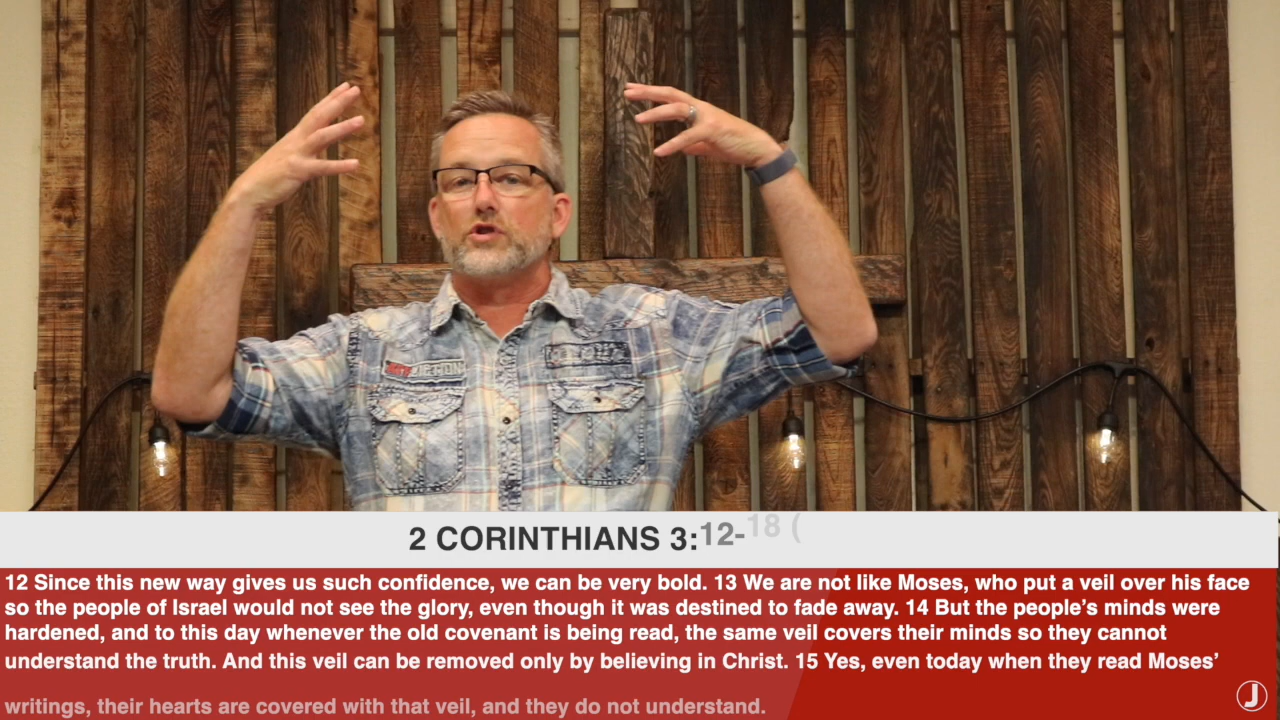 2 CORINTHIANS 3:12-18 (
12 Since this new way gives us such confidence, we can be very bold. 13 We are not like Moses, who put a veil over his face
so the people of Israel would not see the glory, even though it was destined to fade away. 14 But the people’s minds were
hardened, and to this day whenever the old covenant is being read, the same veil covers their minds so they cannot
understand the truth. And this veil can be removed only by believing in Christ. 15 Yes, even today when they read Moses’
writings, their hearts are covered with that veil, and they do not understand.
J